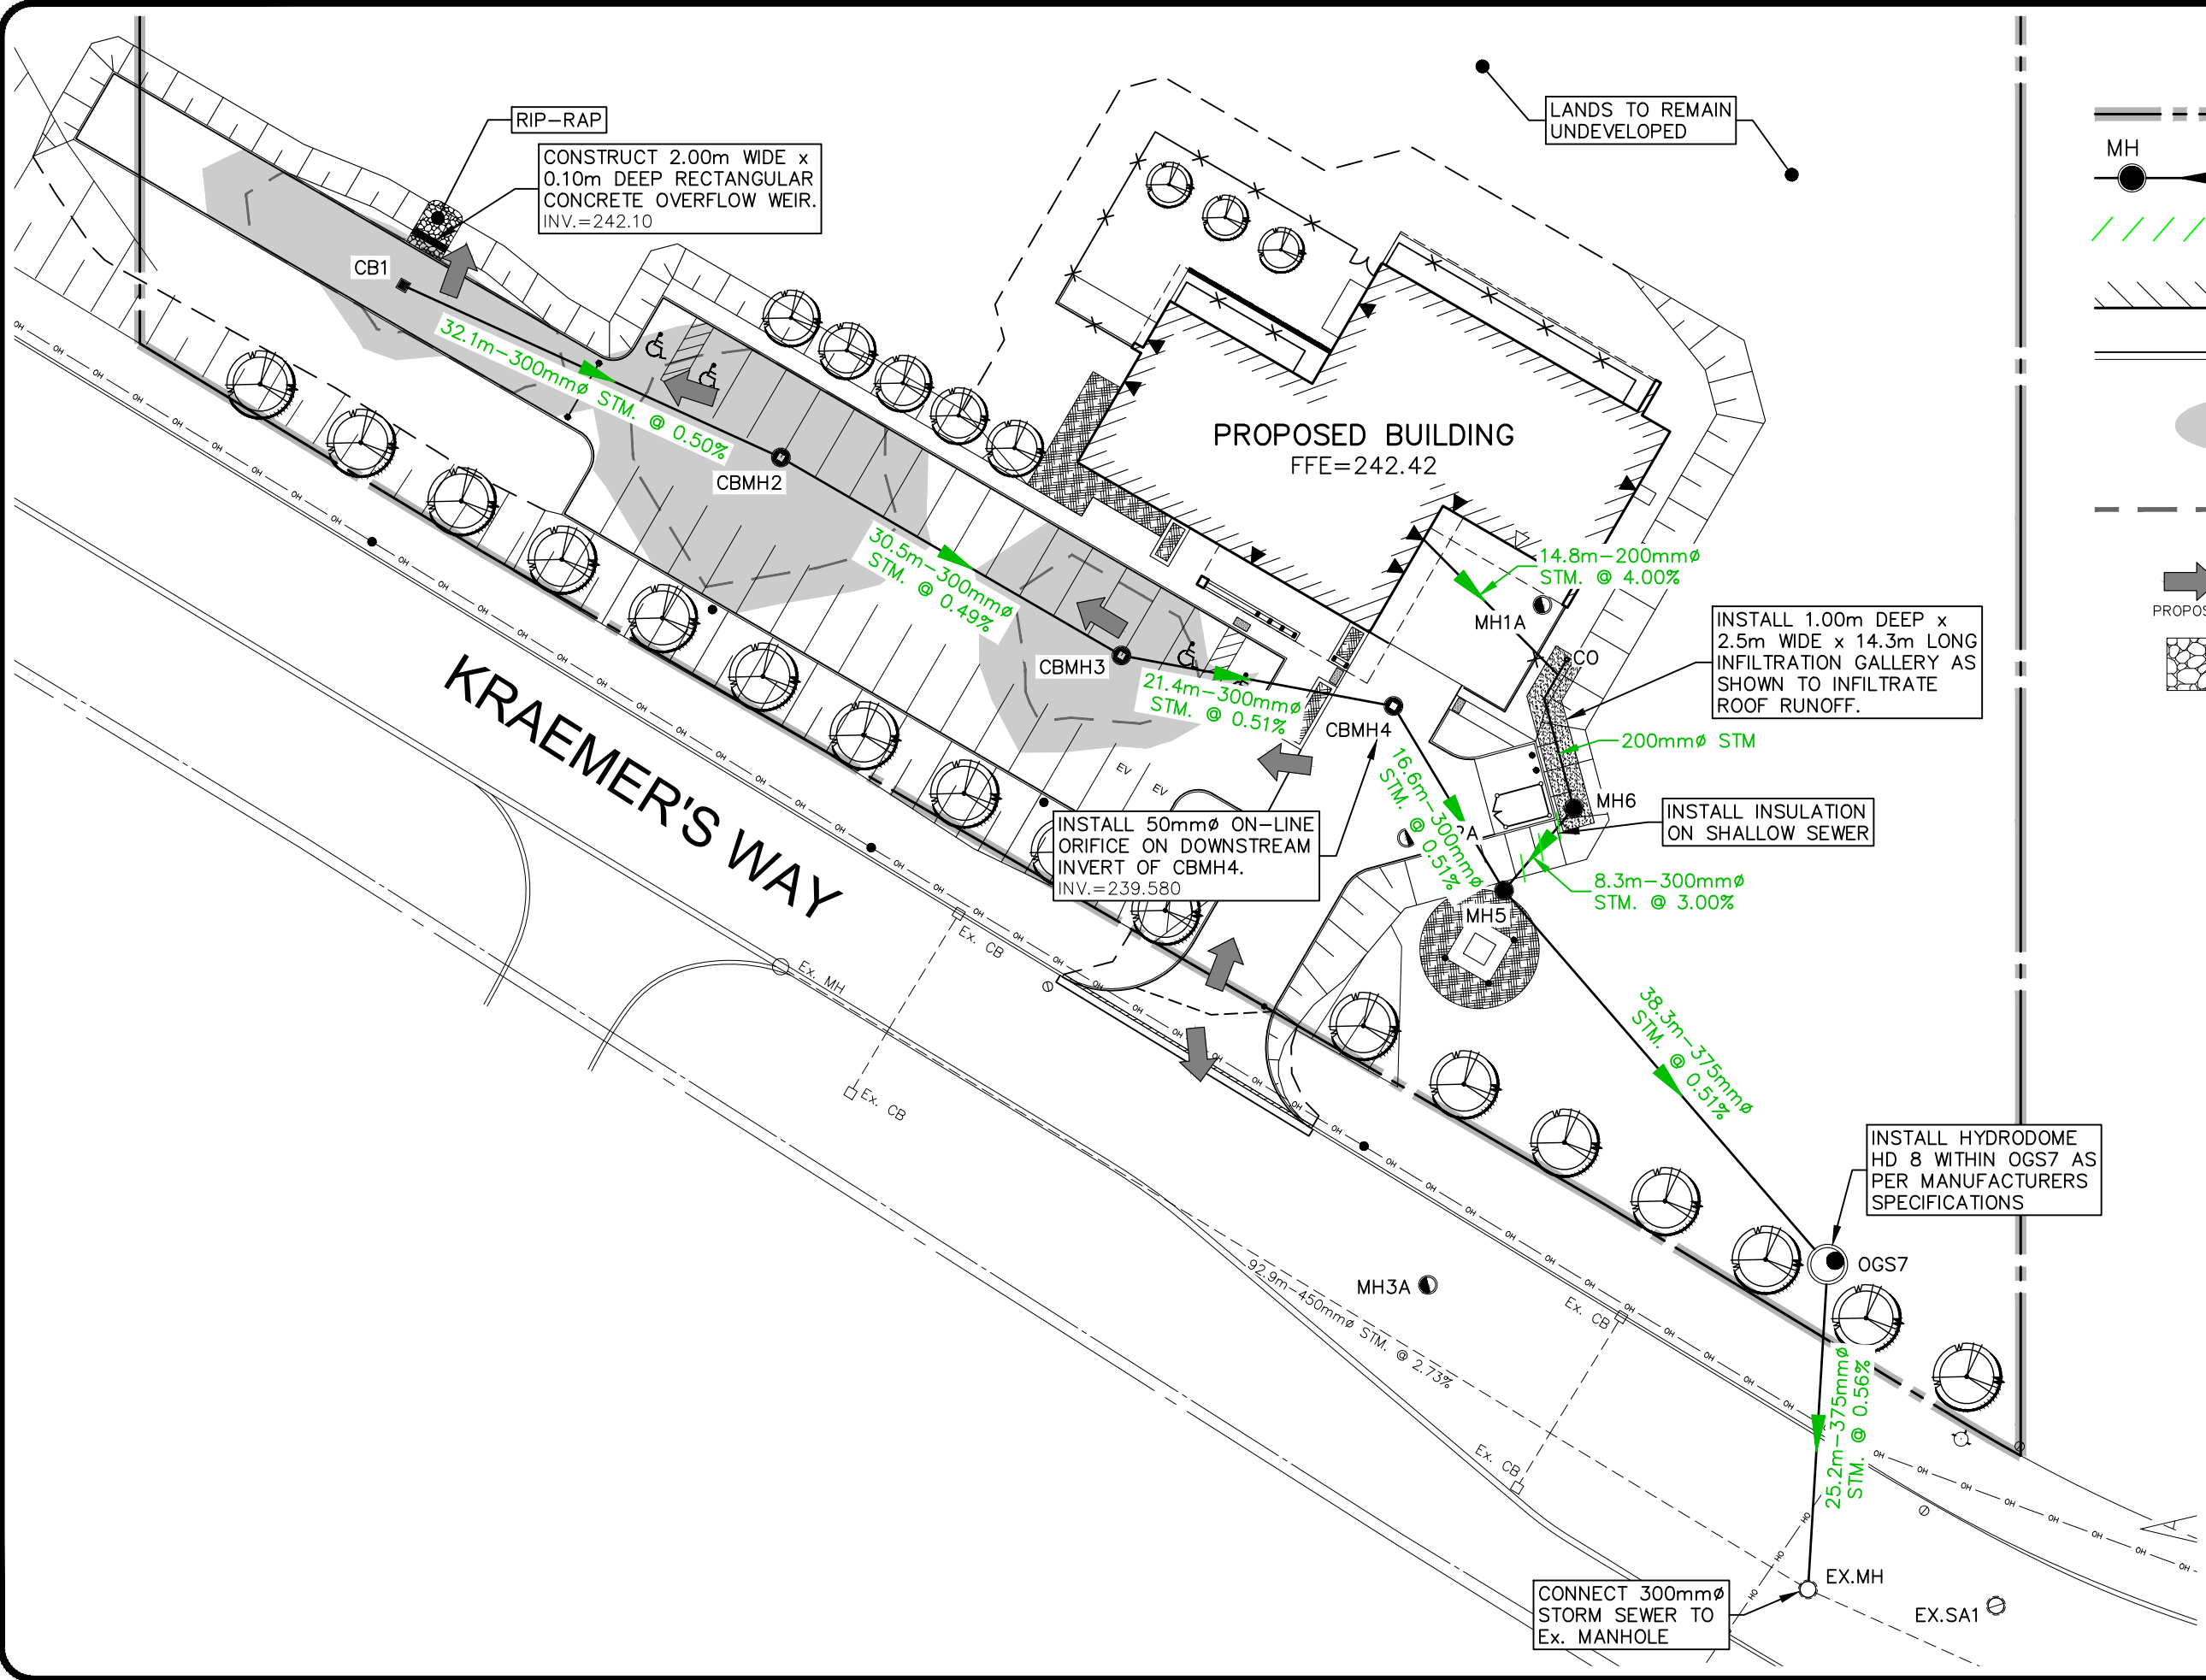 RIP-RAP
CONSTRUCT 2.00m WIDE x
0.10m DEEP RECTANGULAR
CONCRETE OVERFLOW WEIR.
INV.=242.10
LANDS TO REMAIN
UNDEVELOPED
MH
CB1
32.1m-300mmø STM. @ 0.50%
CBMH2
PROPOSED BUILDING
FFE=242.42
30.5m-300mmø
STM. @ 0.49%
14.8m-200mmø
STM. @ 4.00%
MH1A
CO
INSTALL 1.00m DEEP x
2.5m WIDE x 14.3m LONG
INFILTRATION GALLERY AS
SHOWN TO INFILTRATE
ROOF RUNOFF.
PROPOS
CBMH3
21.4m-300mmø
STM. @ 0.51%
CBMH4
200mmø STM
EV
EV
KRAEMER'S WAY
16.6m-300mmø
STM. @ 0.51%
INSTALL 50mmø ON-LINE
ORIFICE ON DOWNSTREAM
INVERT OF CBMH4.
INV.=239.580
MH6
INSTALL INSULATION
ON SHALLOW SEWER
8.3m-300mmø
STM. @ 3.00%
MH5
Ex. CB
Ex. MH
Ex. CB
38.3m-375mmø
STM. @ 0.51%
INSTALL HYDRODOME
HD 8 WITHIN OGS7 AS
PER MANUFACTURERS
SPECIFICATIONS
OGS7
MH3A
92.9m-450mmø STM. @ 2.73%
Ex. CB
Ex. CB
25.2m-375mmø
STM. @ 0.56%
CONNECT 300mmø
STORM SEWER TO
Ex. MANHOLE
EX.MH
EX.SA1